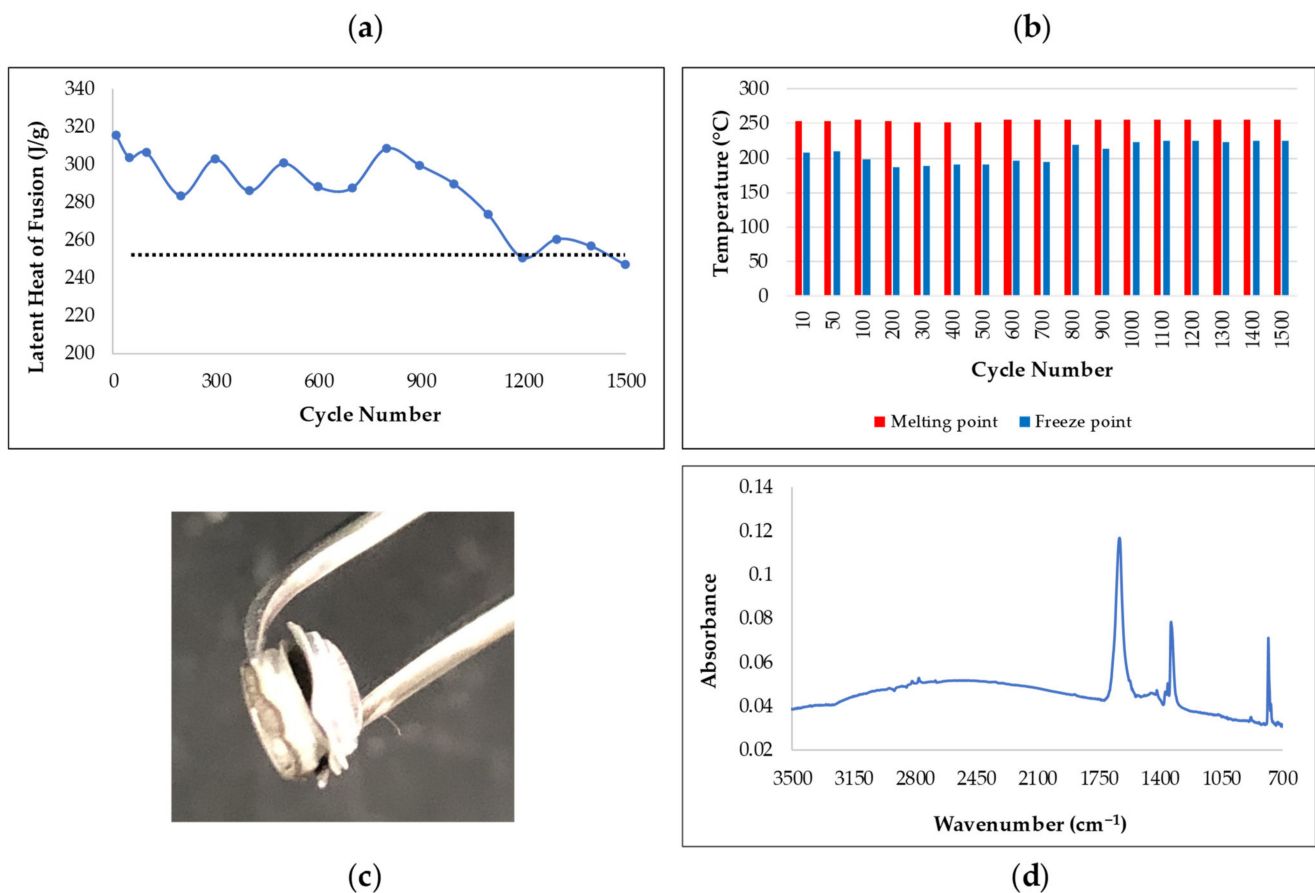 (a)
(b)
Latent Heat of Fusion (J/g)
340
320
300
280
260
240
220
200
0 300 600 900 1200 1500
Cycle Number
Temperature (°C)
300
250
200
150
100
50
0
10 50 100 200 300 400 500 600 700 800 900 1000 1100 1200 1300 1400 1500
Cycle Number
Melting point Freeze point
Absorbance
0.14
0.12
0.1
0.08
0.06
0.04
0.02
3500 3150 2800 2450 2100 1750 1400 1050 700
Wavenumber (cm⁻¹)
(c)
(d)